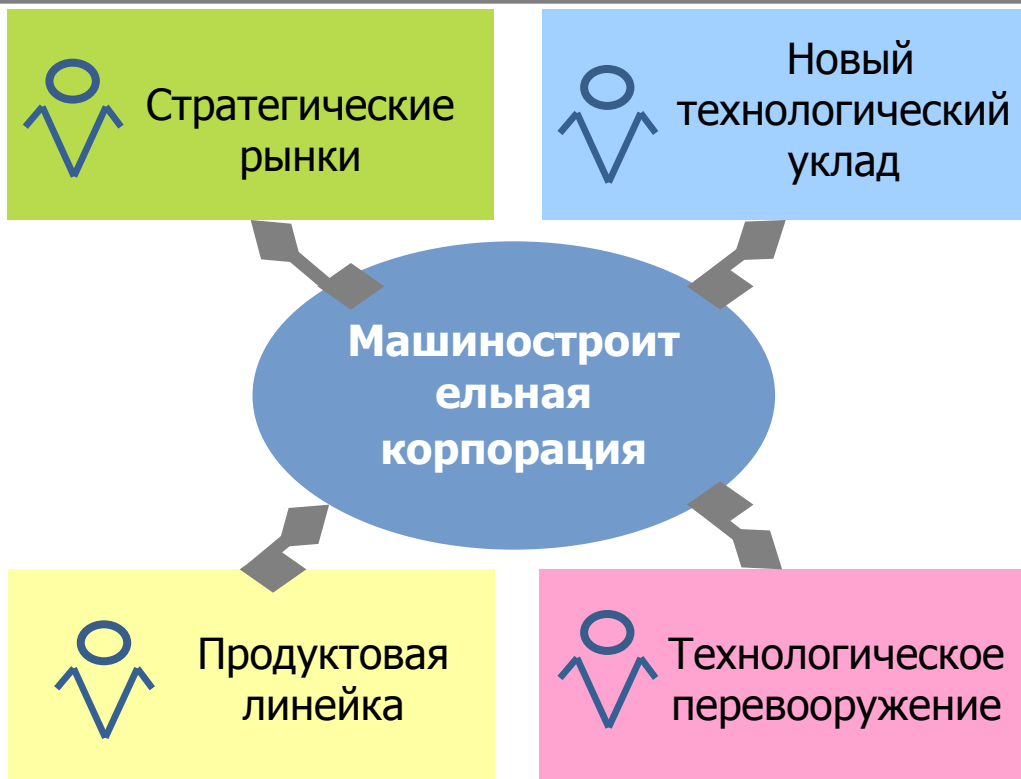 Стратегические
рынки
Новый
технологический
уклад
Машиностроит
ельная
корпорация
Продуктовая
линейка
Технологическое
перевооружение